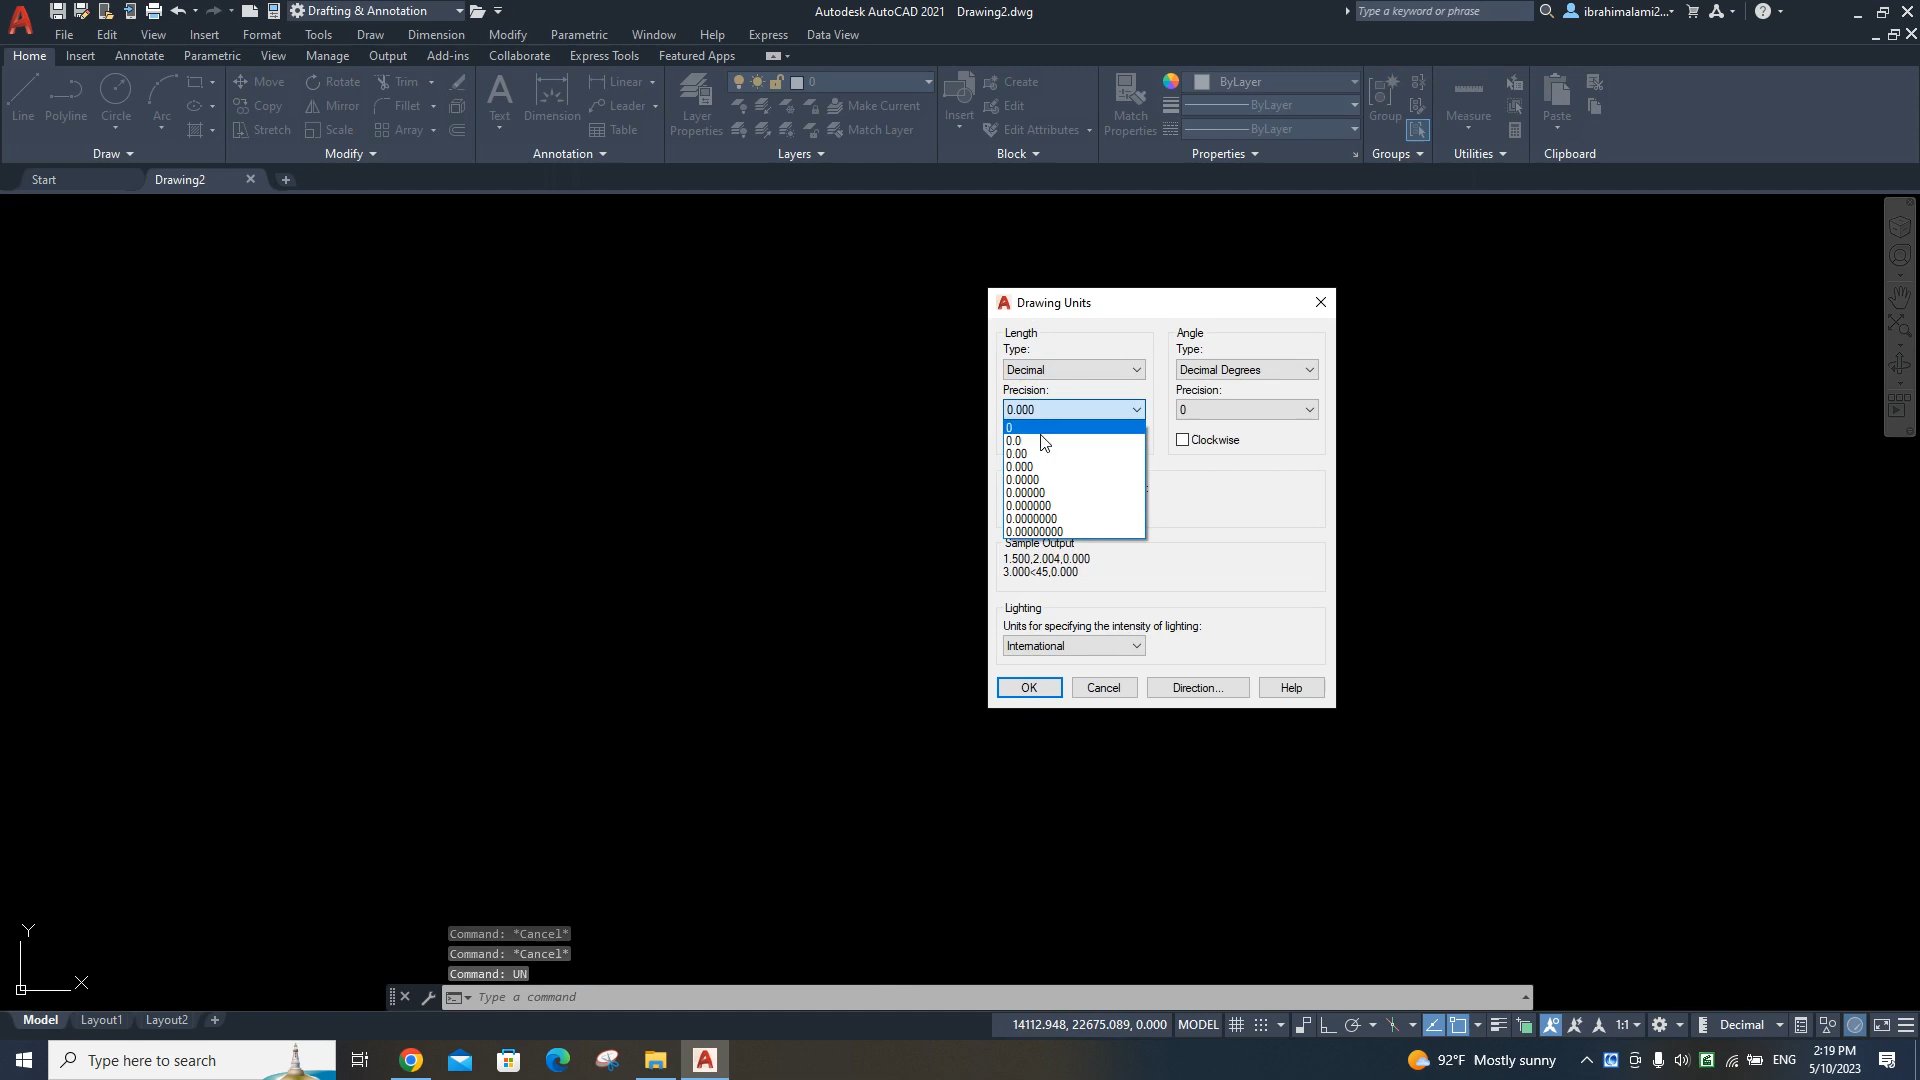 Drafting & Annotation
Autodesk AutoCAD 2021 Drawing2.dwg
Type a keyword or phrase
ibrahimalami2...
File Edit View Insert Format Tools Draw Dimension Modify Parametric Window Help Express Data View
Home Insert Annotate Parametric View Manage Output Add-ins Collaborate Express Tools Featured Apps
Line Polyline Circle Arc
Move Rotate Trim
Copy Mirror Fillet
Stretch Scale Array
Text Dimension
Linear
Leader
Table
Layer Properties
0
Make Current
Match Layer
Insert
Create
Edit
Edit Attributes
Match Properties
ByLayer
ByLayer
ByLayer
Group
Measure
Paste
Draw Modify Annotation Layers Block Properties Groups Utilities Clipboard
Start Drawing2
Drawing Units
Length
Type:
Decimal
Precision:
0.000
0
0.0
0.00
0.000
0.0000
0.00000
0.000000
0.0000000
0.00000000
Angle
Type:
Decimal Degrees
Precision:
0
Clockwise
Sample Output
1.500,2.004,0.000
3.000<45,0.000
Lighting
Units for specifying the intensity of lighting:
International
OK Cancel Direction... Help
Y
X
Command: *Cancel*
Command: *Cancel*
Command: UN
Type a command
Model Layout1 Layout2
14112.948, 22675.089, 0.000 MODEL 1:1 Decimal
Type here to search
92°F Mostly sunny
ENG
2:19 PM
5/10/2023